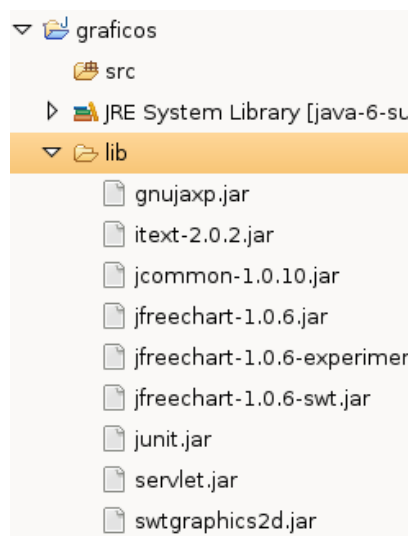 graficos
src
JRE System Library [java-6-su
lib
gnujaxp.jar
itext-2.0.2.jar
jcommon-1.0.10.jar
jfreechart-1.0.6.jar
jfreechart-1.0.6-experimer
jfreechart-1.0.6-swt.jar
junit.jar
servlet.jar
swtgraphics2d.jar